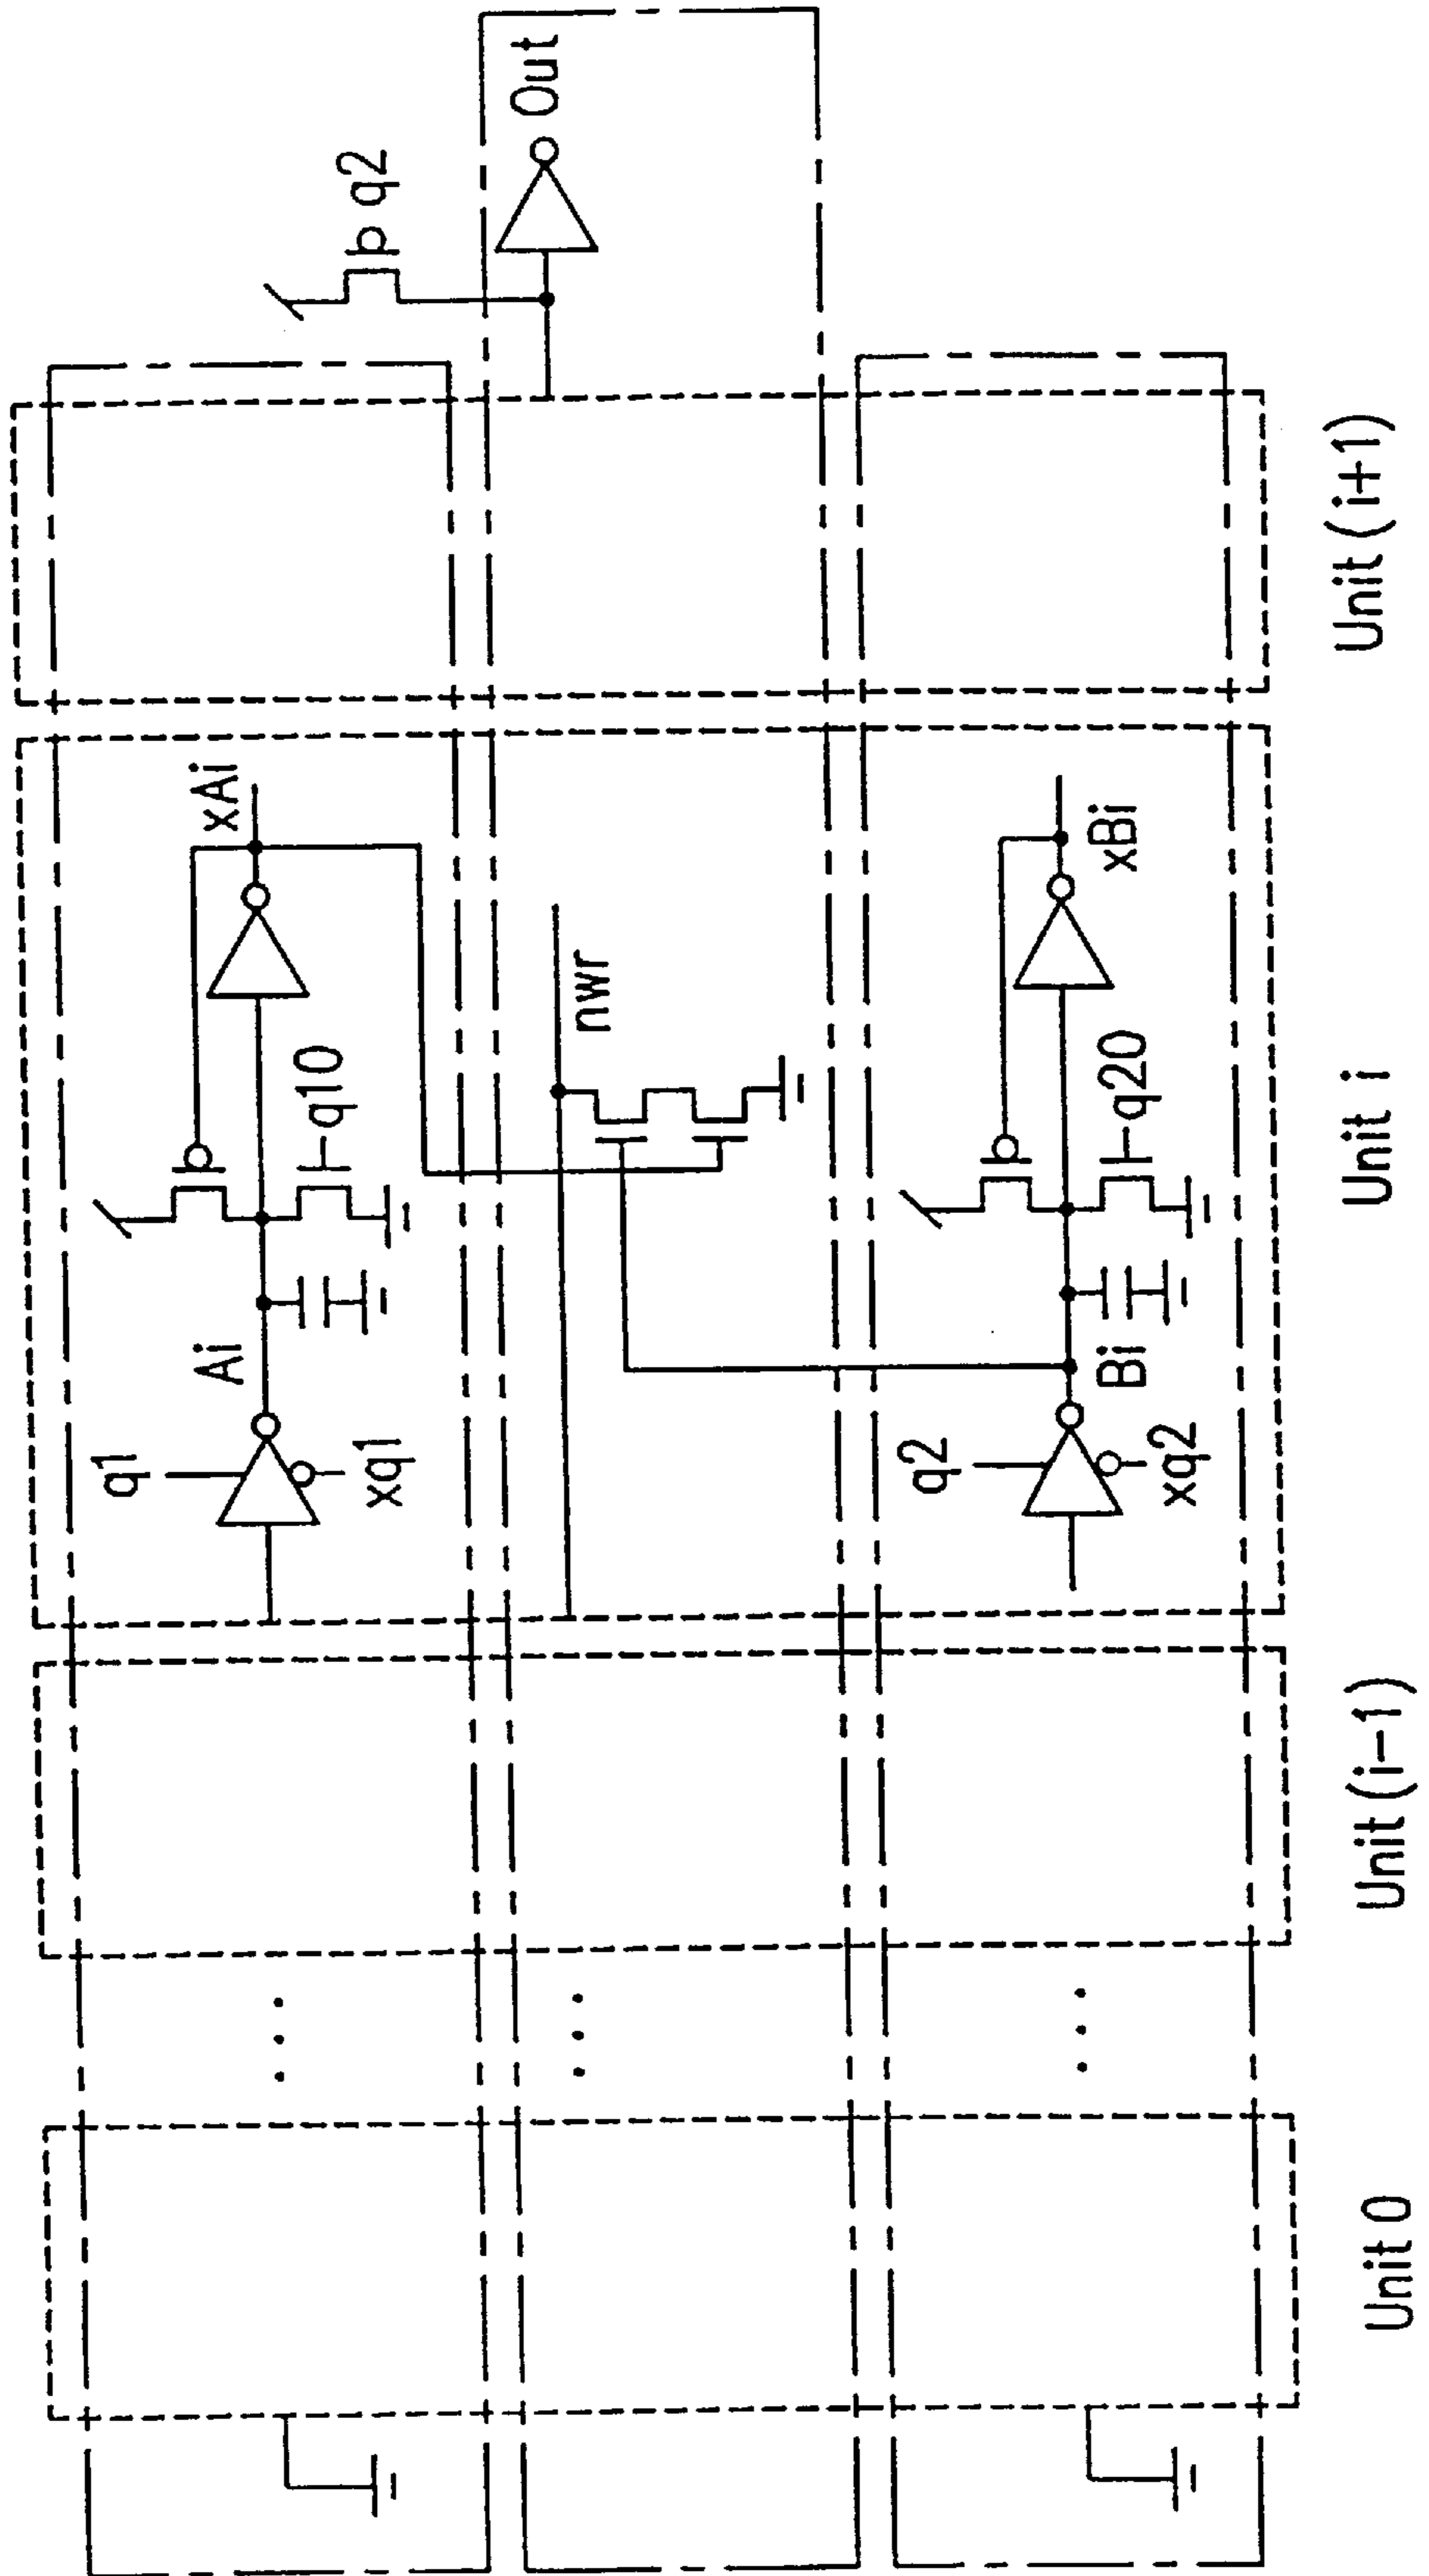 q1
xq1
Ai
q10
xAi
nwr
q2
xq2
Bi
q20
xBi
q2
Out
Unit 0
Unit (i−1)
Unit i
Unit (i+1)